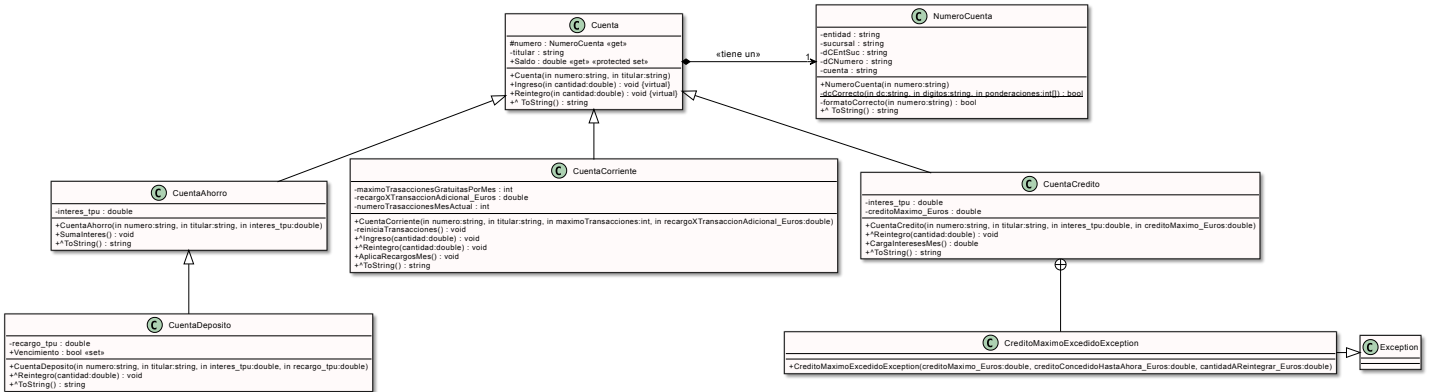 C Cuenta
#numero : NumeroCuenta «get»
-titular : string
+Saldo : double «get» «protected set»
+Cuenta(in numero:string, in titular:string)
+Ingreso(in cantidad:double) : void {virtual}
+Reintegro(in cantidad:double) : void {virtual}
+^ ToString() : string
«tiene un»
1
C NumeroCuenta
-entidad : string
-sucursal : string
-dCEntSuc : string
-dCNumero : string
-cuenta : string
+NumeroCuenta(in numero:string)
-dcCorrecto(in dc:string, in digitos:string, in ponderaciones:int[]) : bool
-formatoCorrecto(in numero:string) : bool
+^ ToString() : string
C CuentaAhorro
-interes_tpu : double
+CuentaAhorro(in numero:string, in titular:string, in interes_tpu:double)
+SumaInteres() : void
+^ToString() : string
C CuentaCorriente
-maximoTrasaccionesGratuitasPorMes : int
-recargoXTransaccionAdicional_Euros : double
-numeroTrasaccionesMesActual : int
+CuentaCorriente(in numero:string, in titular:string, in maximoTransacciones:int, in recargoXTransaccionAdicional_Euros:double)
-reiniciaTransacciones() : void
+^Ingreso(cantidad:double) : void
+^Reintegro(cantidad:double) : void
+AplicaRecargosMes() : void
+^ToString() : string
C CuentaCredito
-interes_tpu : double
-creditoMaximo_Euros : double
+CuentaCredito(in numero:string, in titular:string, in interes_tpu:double, in creditoMaximo_Euros:double)
+^Reintegro(cantidad:double) : void
+CargaInteresesMes() : double
+^ToString() : string
C CuentaDeposito
-recargo_tpu : double
+Vencimiento : bool «set»
+CuentaDeposito(in numero:string, in titular:string, in interes_tpu:double, in recargo_tpu:double)
+^Reintegro(cantidad:double) : void
+^ToString() : string
C CreditoMaximoExcedidoException
+CreditoMaximoExcedidoException(creditoMaximo_Euros:double, creditoConcedidoHastaAhora_Euros:double, cantidadAReintegrar_Euros:double)
C Exception